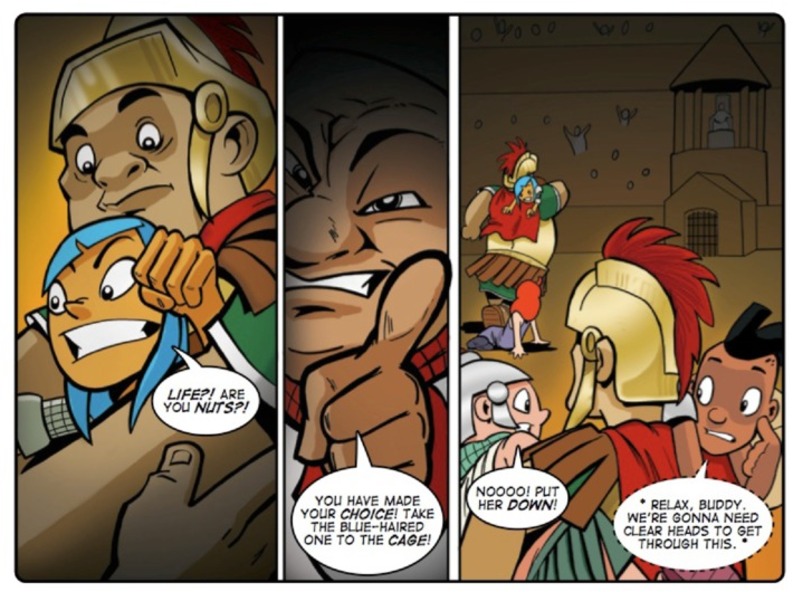 LIFE?! ARE
YOU NUTS?!
YOU HAVE MADE
YOUR CHOICE! TAKE
THE BLUE-HAIRED
ONE TO THE CAGE!
NOOOO! PUT
HER DOWN!
* RELAX, BUDDY.
WE'RE GONNA NEED
CLEAR HEADS TO GET
THROUGH THIS. *